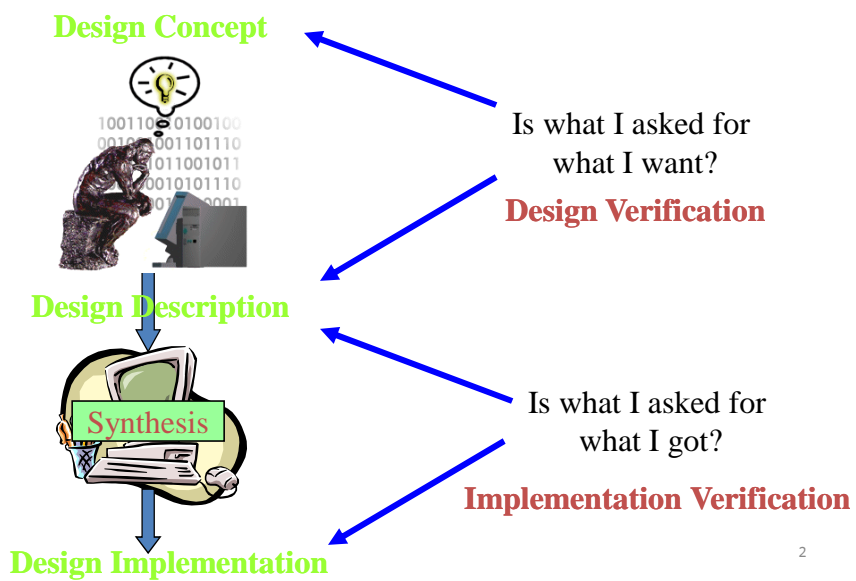 Design Concept
Is what I asked for
what I want?
Design Verification
Design Description
Synthesis
Is what I asked for
what I got?
Implementation Verification
Design Implementation
2